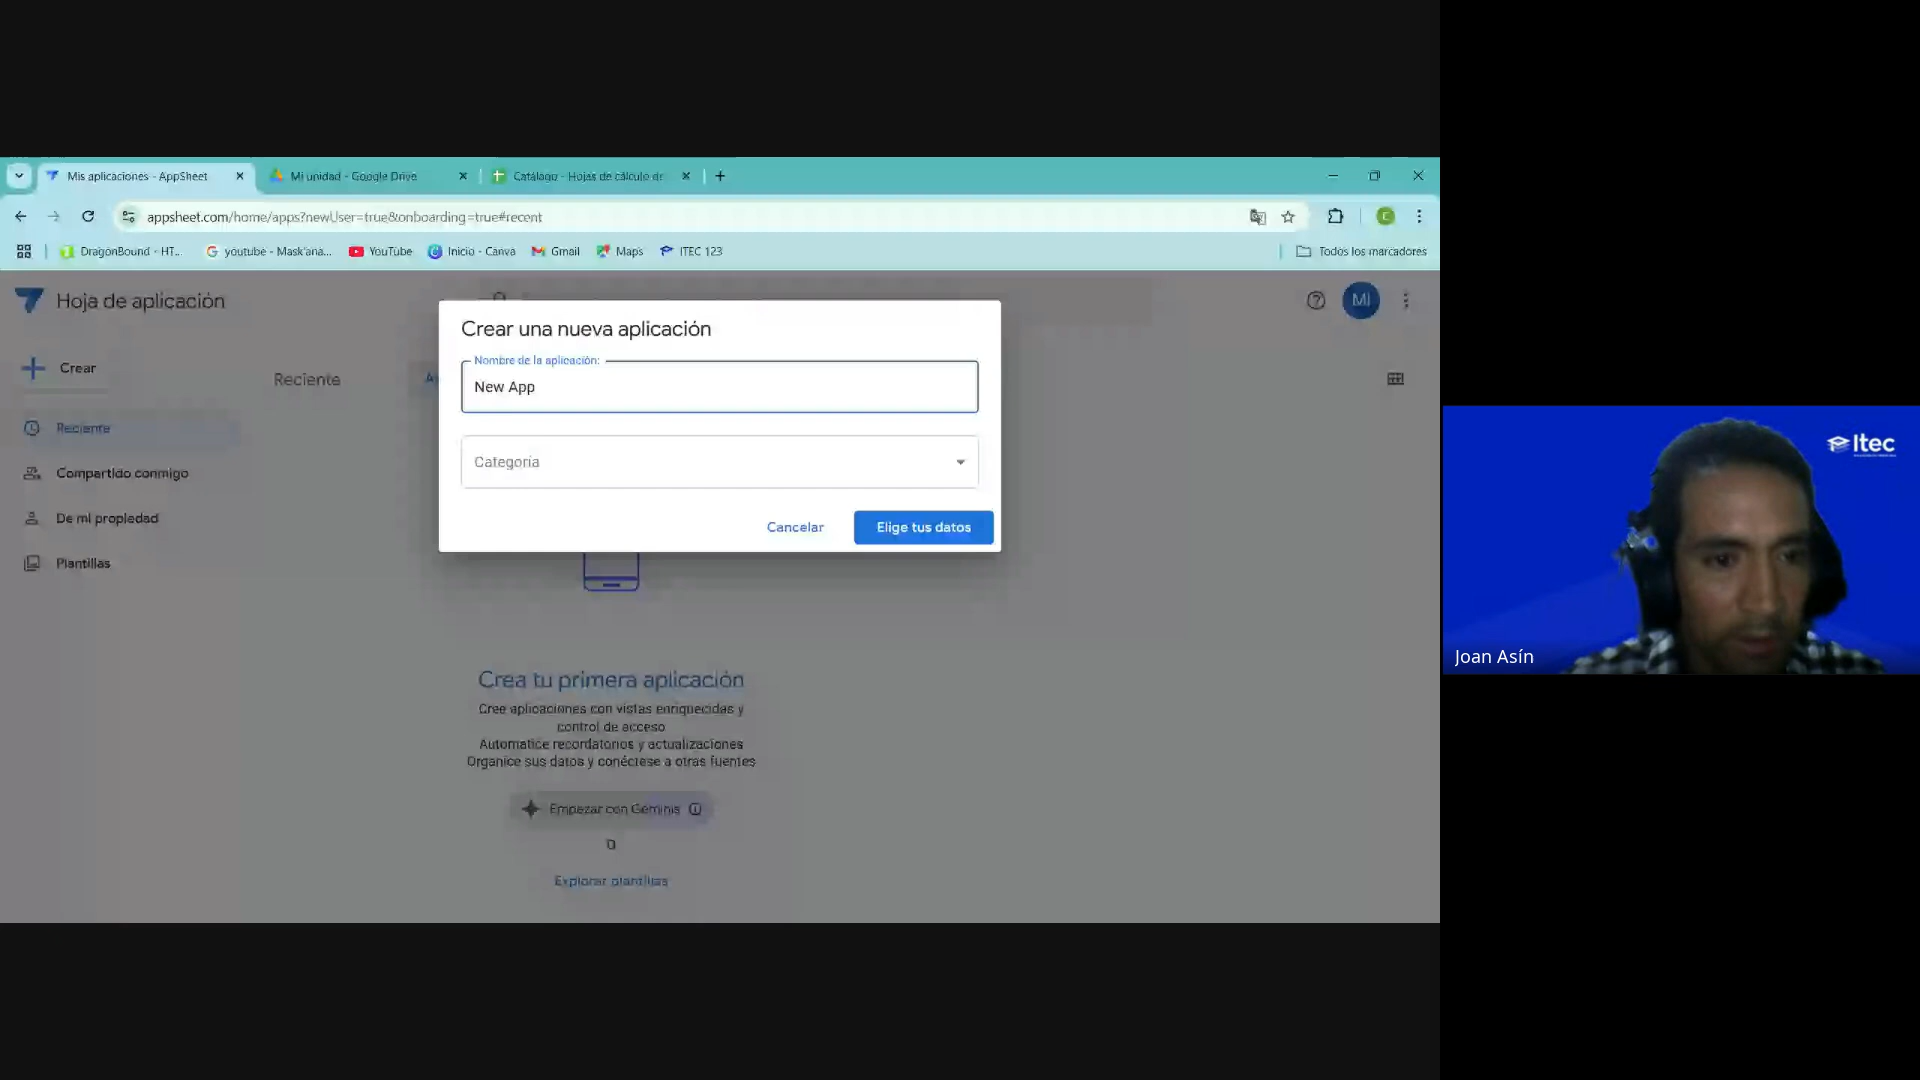 Mis aplicaciones - AppSheet
Mi unidad - Google Drive
Catálago - Hojas de cálculo de
appsheet.com/home/apps?newUser=true&onboarding=true#recent
DragonBound - HT...
youtube - Mask'ana...
YouTube
Inicio - Canva
Gmail
Maps
ITEC 123
Todos los marcadores
Hoja de aplicación
MI
Crear
Reciente
Compartido conmigo
De mi propiedad
Plantillas
Reciente
Crear una nueva aplicación
Nombre de la aplicación:
New App
Categoria
Cancelar
Elige tus datos
Crea tu primera aplicación
Cree aplicaciones con vistas enriquecidas y
control de acceso
Automatice recordatorios y actualizaciones
Organice sus datos y conéctese a otras fuentes
Empezar con Geminis
o
Explorar plantillas
Itec
Joan Asín